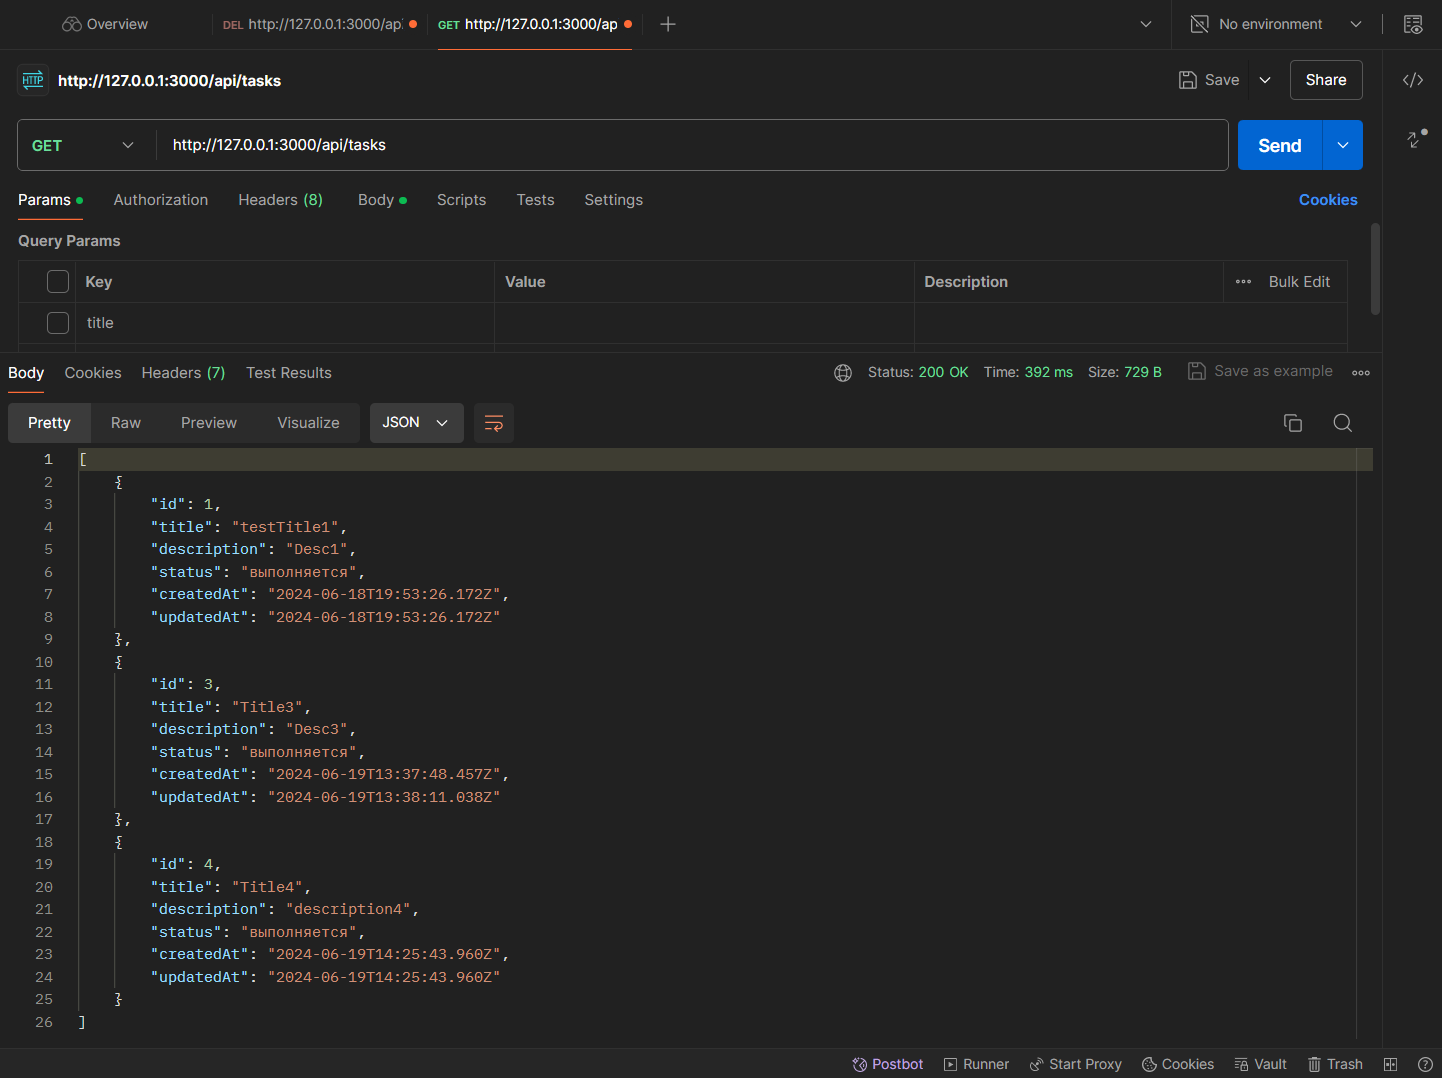 Overview
DEL http://127.0.0.1:3000/ap
GET http://127.0.0.1:3000/ap
No environment
HTTP http://127.0.0.1:3000/api/tasks
Save
Share
GET http://127.0.0.1:3000/api/tasks
Send
Params Authorization Headers (8) Body Scripts Tests Settings Cookies
Query Params
Key Value Description Bulk Edit
title
Body Cookies Headers (7) Test Results Status: 200 OK Time: 392 ms Size: 729 B Save as example
Pretty Raw Preview Visualize JSON
1 [
2 {
3 "id": 1,
4 "title": "testTitle1",
5 "description": "Desc1",
6 "status": "выполняется",
7 "createdAt": "2024-06-18T19:53:26.172Z",
8 "updatedAt": "2024-06-18T19:53:26.172Z"
9 },
10 {
11 "id": 3,
12 "title": "Title3",
13 "description": "Desc3",
14 "status": "выполняется",
15 "createdAt": "2024-06-19T13:37:48.457Z",
16 "updatedAt": "2024-06-19T13:38:11.038Z"
17 },
18 {
19 "id": 4,
20 "title": "Title4",
21 "description": "description4",
22 "status": "выполняется",
23 "createdAt": "2024-06-19T14:25:43.960Z",
24 "updatedAt": "2024-06-19T14:25:43.960Z"
25 }
26 ]
Postbot Runner Start Proxy Cookies Vault Trash